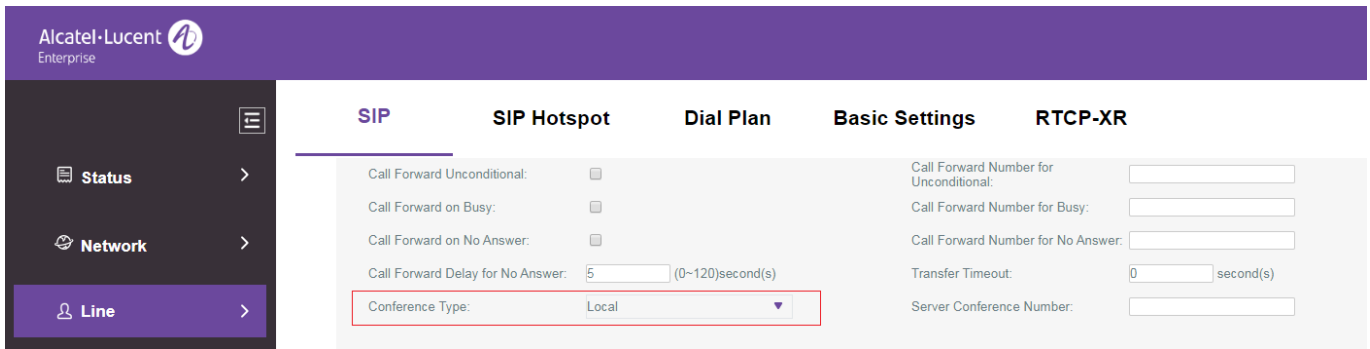 Alcatel·Lucent
Enterprise
SIP SIP Hotspot Dial Plan Basic Settings RTCP-XR
Status
Network
Line
Call Forward Unconditional: Call Forward Number for
Unconditional:
Call Forward on Busy: Call Forward Number for Busy:
Call Forward on No Answer: Call Forward Number for No Answer:
Call Forward Delay for No Answer: 5 (0~120)second(s) Transfer Timeout: 0 second(s)
Conference Type: Local Server Conference Number: